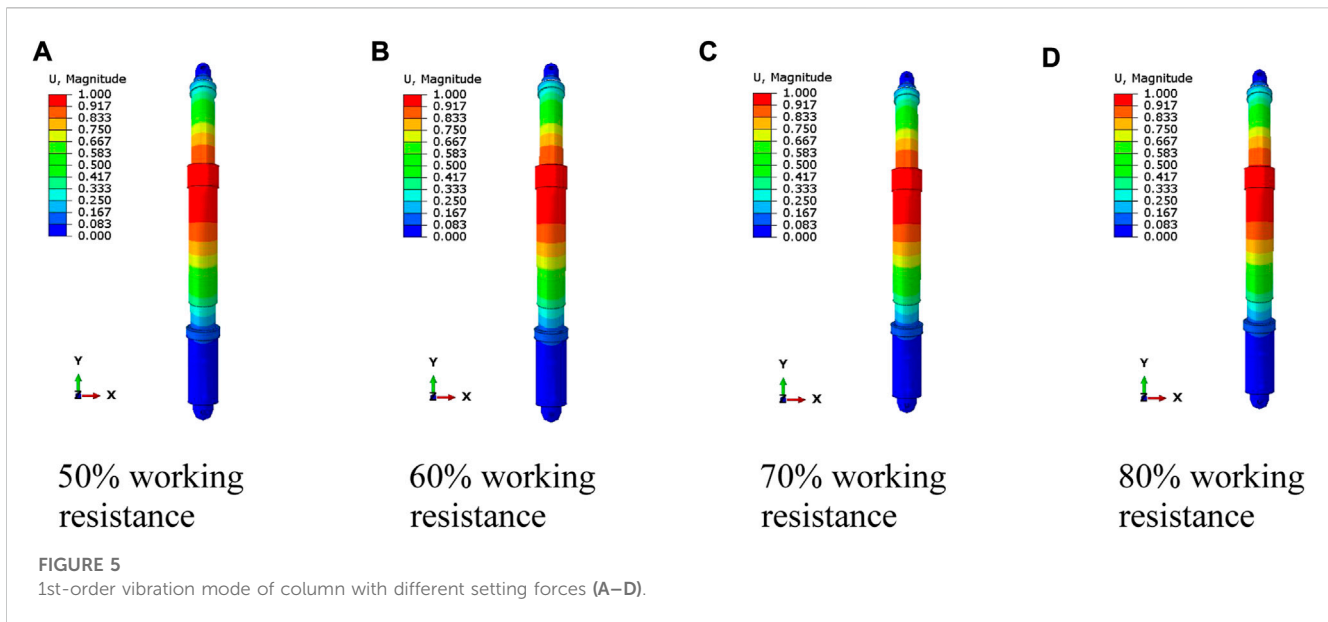 A
U, Magnitude
1.000
0.917
0.833
0.750
0.667
0.583
0.500
0.417
0.333
0.250
0.167
0.083
0.000
Y
Z
X
50% working
resistance
B
U, Magnitude
1.000
0.917
0.833
0.750
0.667
0.583
0.500
0.417
0.333
0.250
0.167
0.083
0.000
Y
Z
X
60% working
resistance
C
U, Magnitude
1.000
0.917
0.833
0.750
0.667
0.583
0.500
0.417
0.333
0.250
0.167
0.083
0.000
Y
Z
X
70% working
resistance
D
U, Magnitude
1.000
0.917
0.833
0.750
0.667
0.583
0.500
0.417
0.333
0.250
0.167
0.083
0.000
Y
Z
X
80% working
resistance
FIGURE 5
1st-order vibration mode of column with different setting forces (A–D).